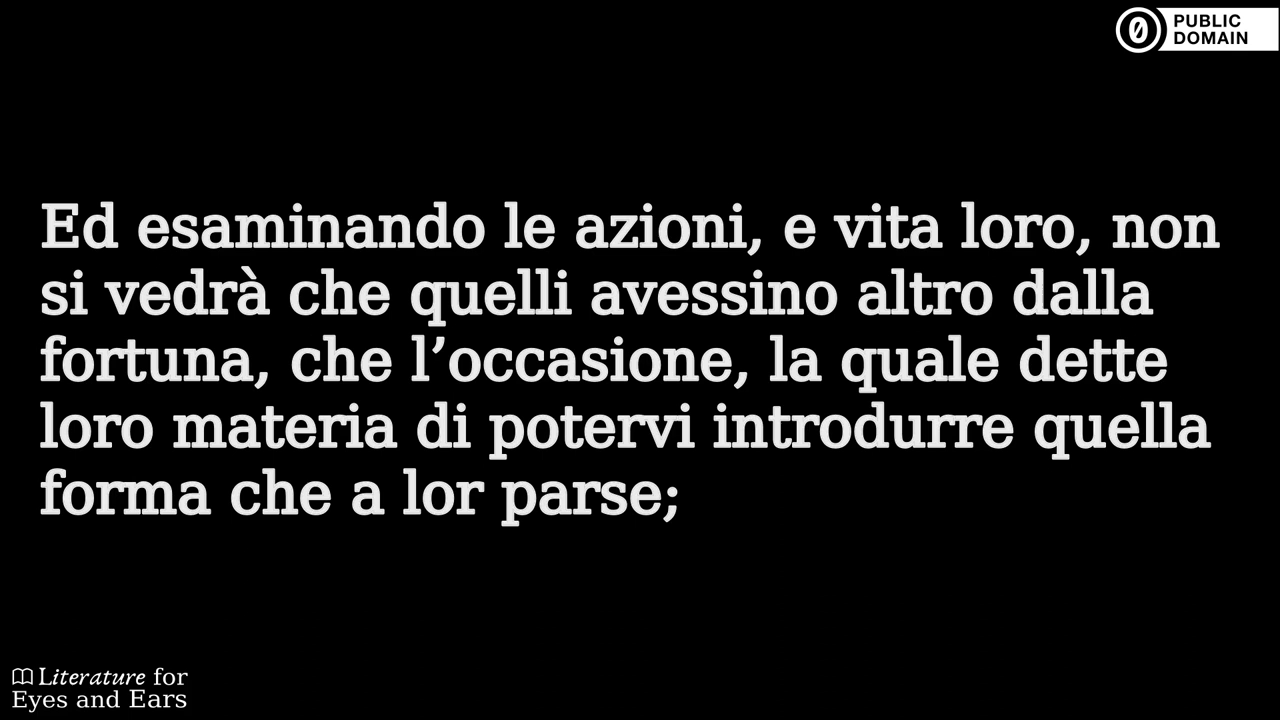 PUBLIC
DOMAIN
Ed esaminando le azioni, e vita loro, non
si vedrà che quelli avessino altro dalla
fortuna, che l’occasione, la quale dette
loro materia di potervi introdurre quella
forma che a lor parse;
Literature for
Eyes and Ears